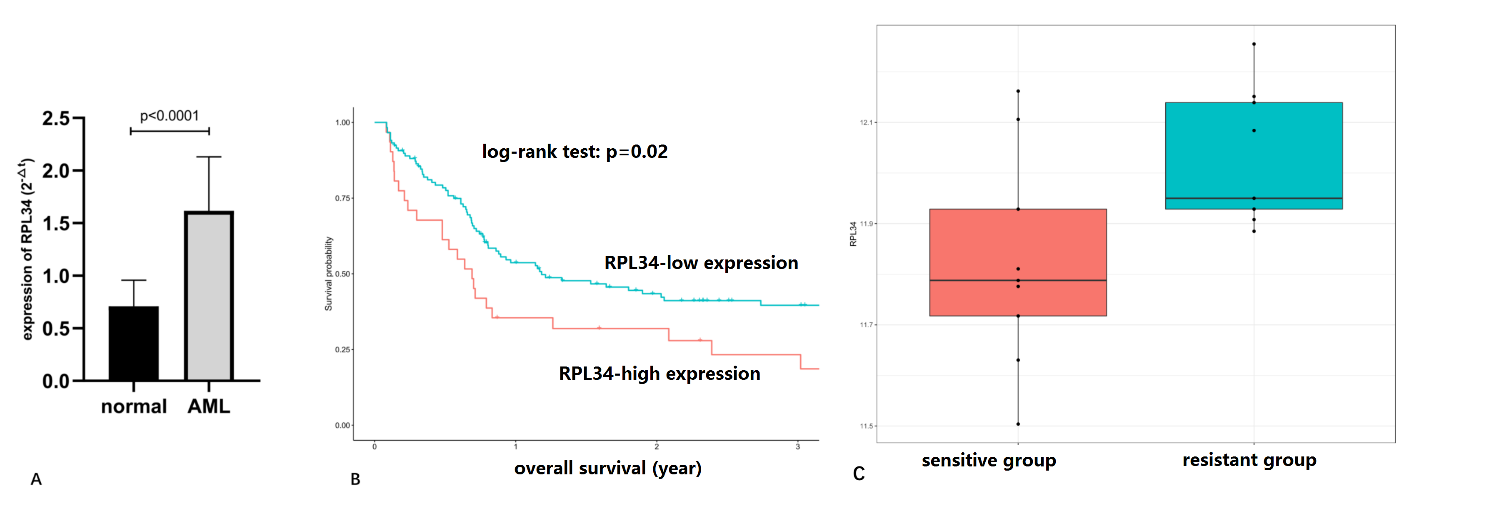 expression of RPL34 (2^-Δt)
2.5
2.0
1.5
1.0
0.5
0.0
p<0.0001
normal AML
A
Survival probability
1.00
0.75
0.50
0.25
0.00
log-rank test: p=0.02
RPL34-low expression
RPL34-high expression
0 1 2 3
overall survival (year)
B
RPL34
12.1
11.9
11.7
11.5
sensitive group resistant group
C